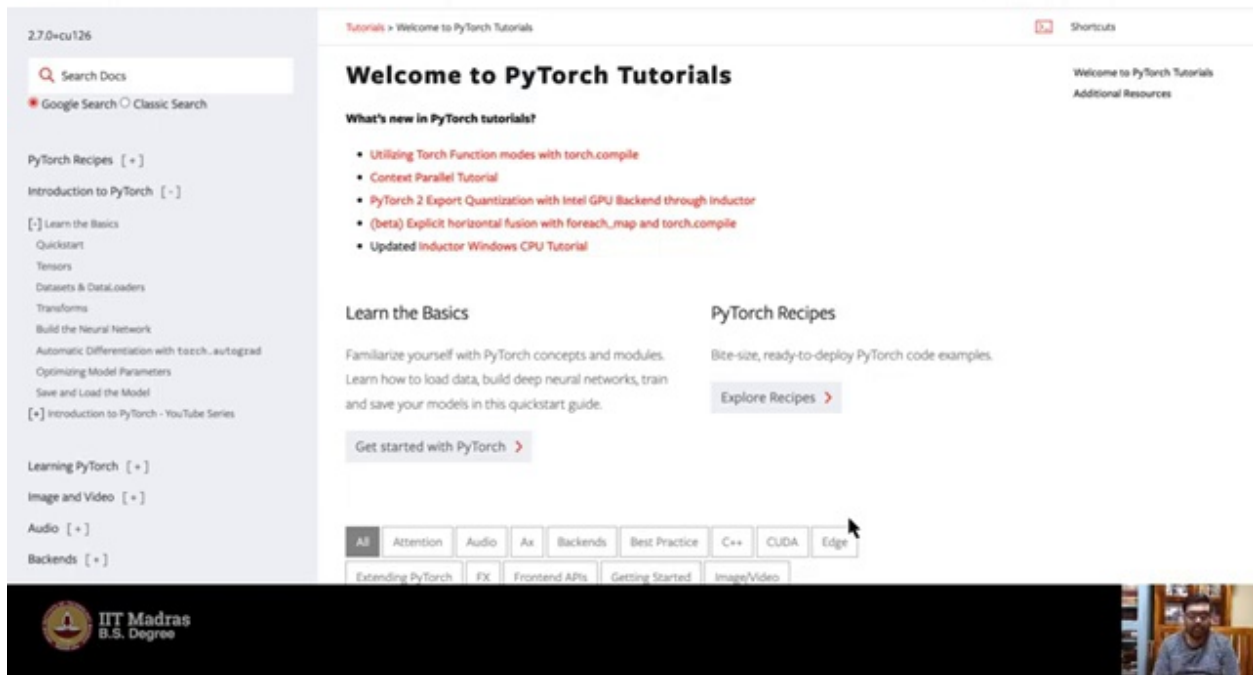 2.7.0+cu126
Search Docs
Google Search Classic Search
PyTorch Recipes [ + ]
Introduction to PyTorch [ - ]
[-] Learn the Basics
Quickstart
Tensors
Datasets & DataLoaders
Transforms
Build the Neural Network
Automatic Differentiation with torch.autograd
Optimizing Model Parameters
Save and Load the Model
[+] Introduction to PyTorch - YouTube Series
Learning PyTorch [ + ]
Image and Video [ + ]
Audio [ + ]
Backends [ + ]
Tutorials > Welcome to PyTorch Tutorials
Shortcuts
Welcome to PyTorch Tutorials
What's new in PyTorch tutorials?
• Utilizing Torch Function modes with torch.compile
• Context Parallel Tutorial
• PyTorch 2 Export Quantization with Intel GPU Backend through Inductor
• (beta) Explicit horizontal fusion with foreach_map and torch.compile
• Updated Inductor Windows CPU Tutorial
Learn the Basics
Familiarize yourself with PyTorch concepts and modules.
Learn how to load data, build deep neural networks, train
and save your models in this quickstart guide.
Get started with PyTorch >
PyTorch Recipes
Bite-size, ready-to-deploy PyTorch code examples.
Explore Recipes >
All Attention Audio Ax Backends Best Practice C++ CUDA Edge
Extending PyTorch FX Frontend APIs Getting Started Image/Video
Welcome to PyTorch Tutorials
Additional Resources
IIT Madras
B.S. Degree